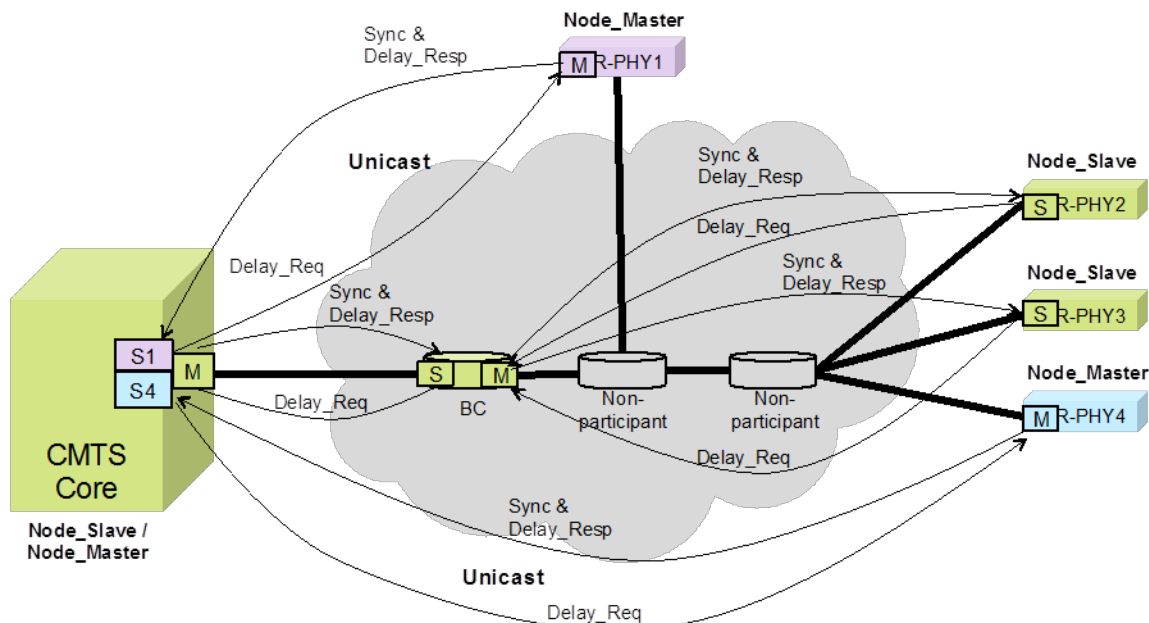 Node_Master
Sync &
Delay_Resp
M
R-PHY1
Unicast
Sync &
Delay_Resp
Node_Slave
S
R-PHY2
Delay_Req
Delay_Req
Sync &
Delay_Resp
Node_Slave
Sync &
Delay_Resp
S
R-PHY3
S1
M
S4
S
M
BC
Non-
participant
Non-
participant
Node_Master
M
R-PHY4
Delay_Req
Delay_Req
CMTS
Core
Sync &
Delay_Resp
Node_Slave /
Node_Master
Unicast
Delay_Req